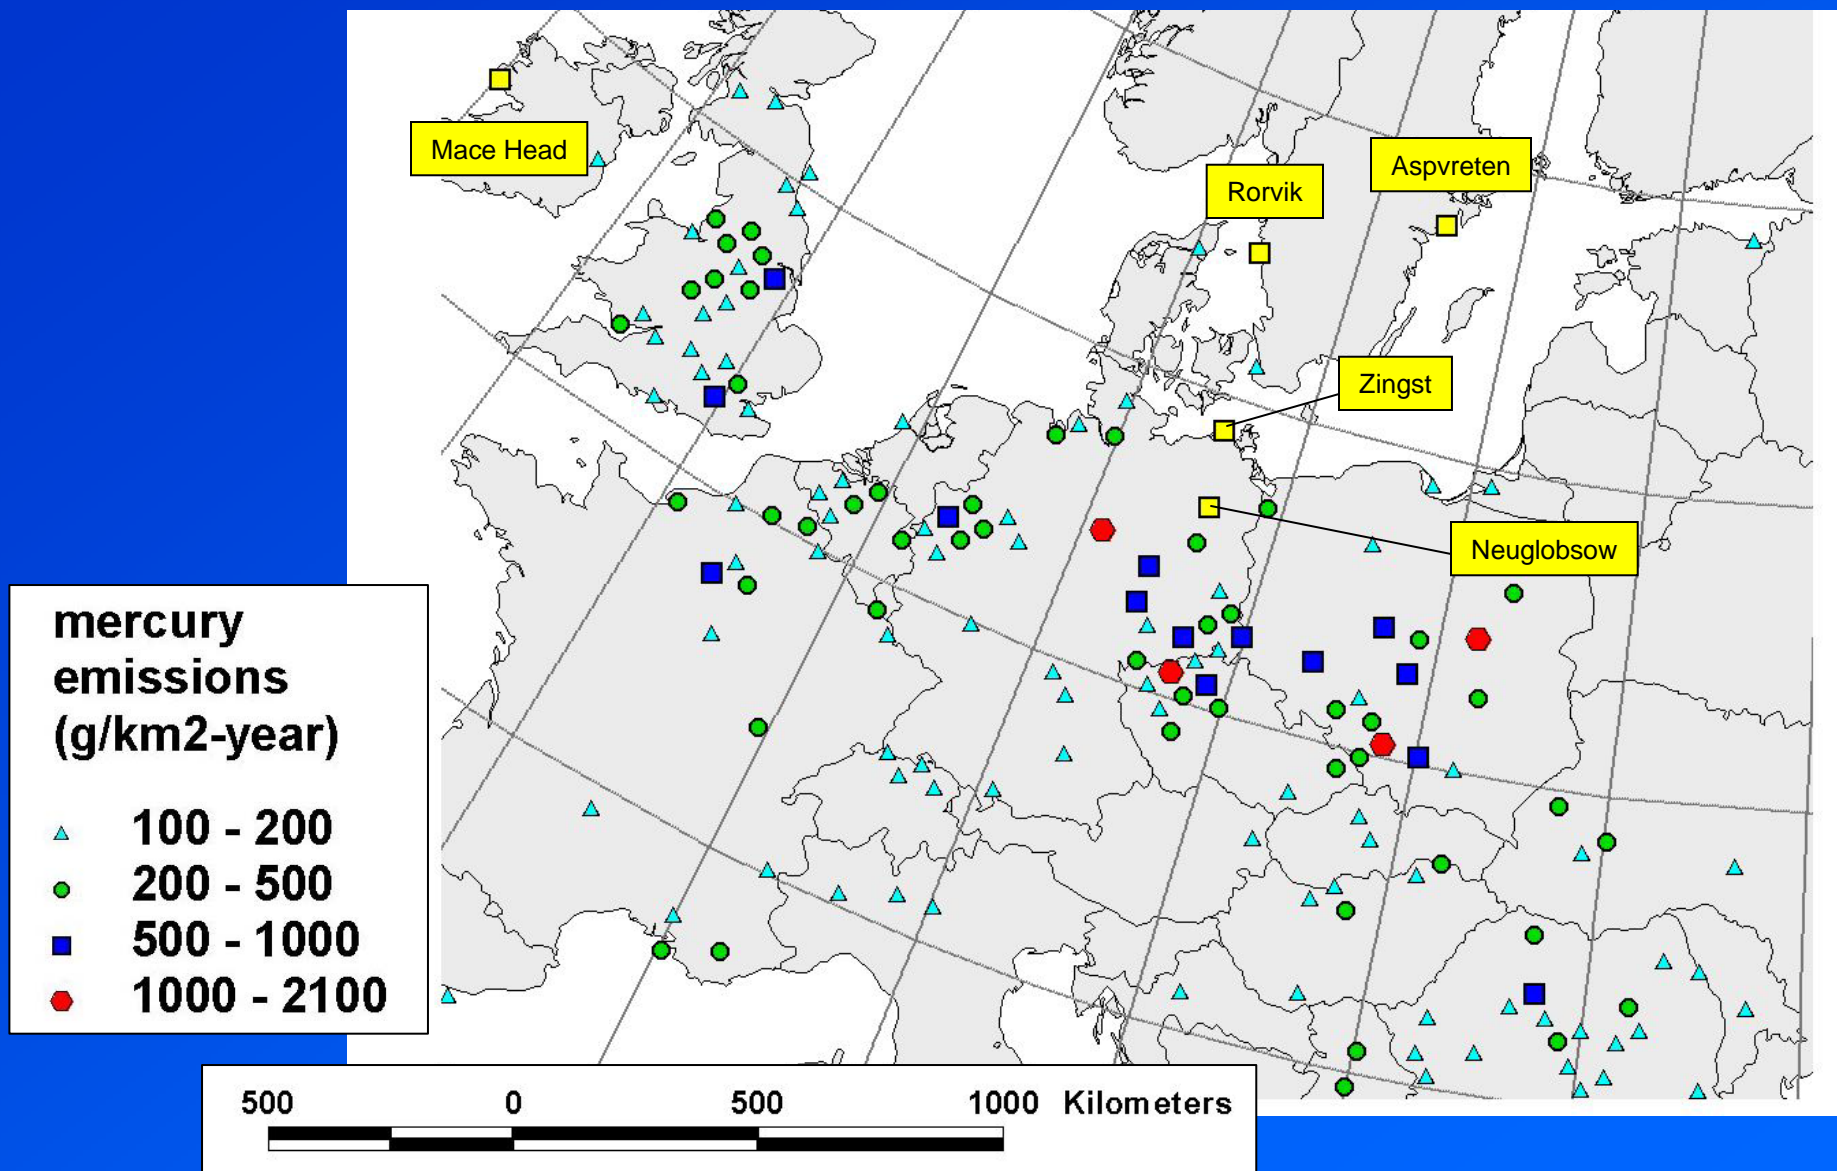 Mace Head
Rorvik
Aspvreten
Zingst
Neuglobsow
mercury
emissions
(g/km2-year)
100 - 200
200 - 500
500 - 1000
1000 - 2100
500 0 500 1000 Kilometers